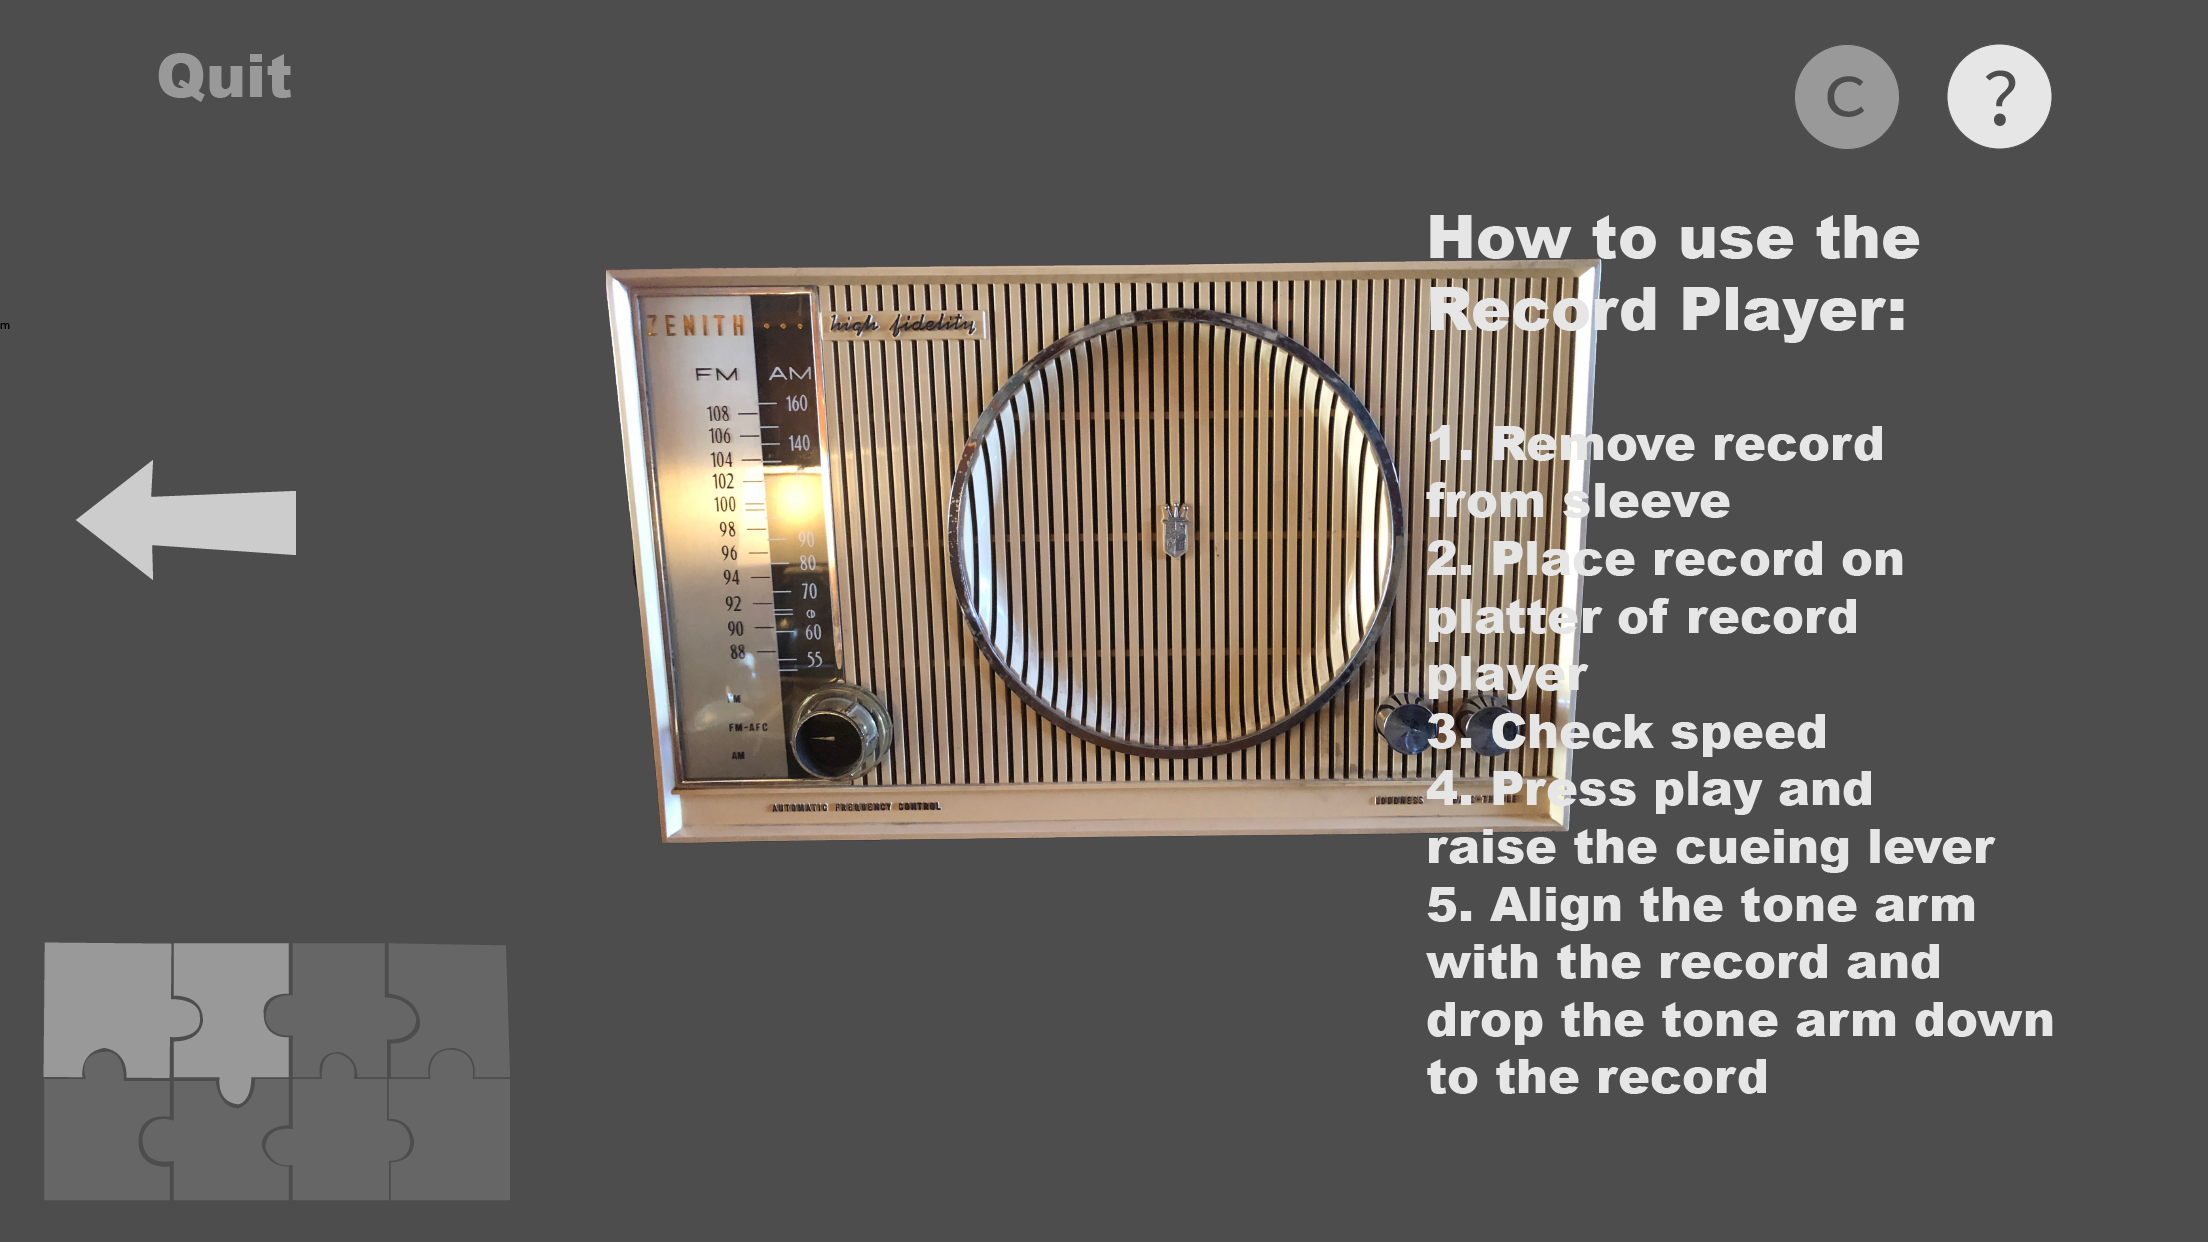 Quit
C
?
How to use the
Record Player:
m
ZENITH
high fidelity
FM AM
108
160
106
140
104
102
100
98
90
96
80
94
70
92
60
90
88
55
FM
FM-AFC
AM
AUTOMATIC FREQUENCY CONTROL
LOUDNESS
1. Remove record
from sleeve
2. Place record on
platter of record
player
3. Check speed
4. Press play and
raise the cueing lever
5. Align the tone arm
with the record and
drop the tone arm down
to the record